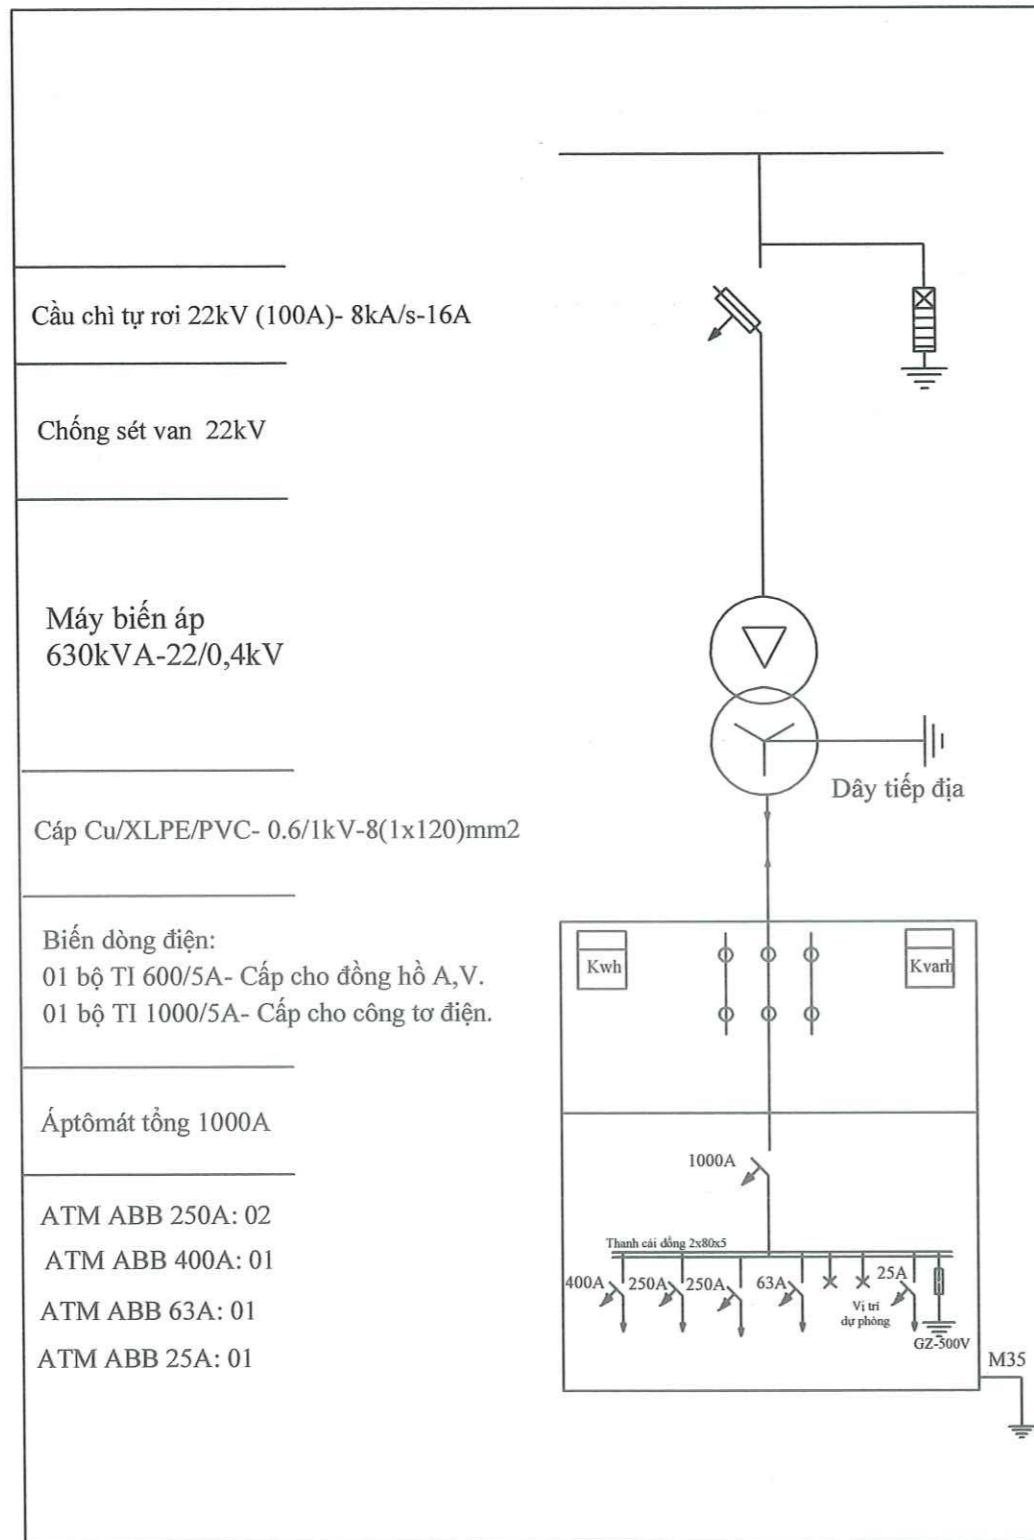 Cầu chì tự rơi 22kV (100A)- 8kA/s-16A
Chống sét van 22kV
Máy biến áp
630kVA-22/0,4kV
Dây tiếp địa
Cáp Cu/XLPE/PVC- 0.6/1kV-8(1x120)mm2
Biến dòng điện:
01 bộ TI 600/5A- Cấp cho đồng hồ A,V.
01 bộ TI 1000/5A- Cấp cho công tơ điện.
Kwh
Kvarh
Áptômát tổng 1000A
1000A
ATM ABB 250A: 02
ATM ABB 400A: 01
ATM ABB 63A: 01
ATM ABB 25A: 01
Thanh cái đồng 2x80x5
400A
250A
250A
63A
25A
Vị trí
dự phòng
GZ-500V
M35